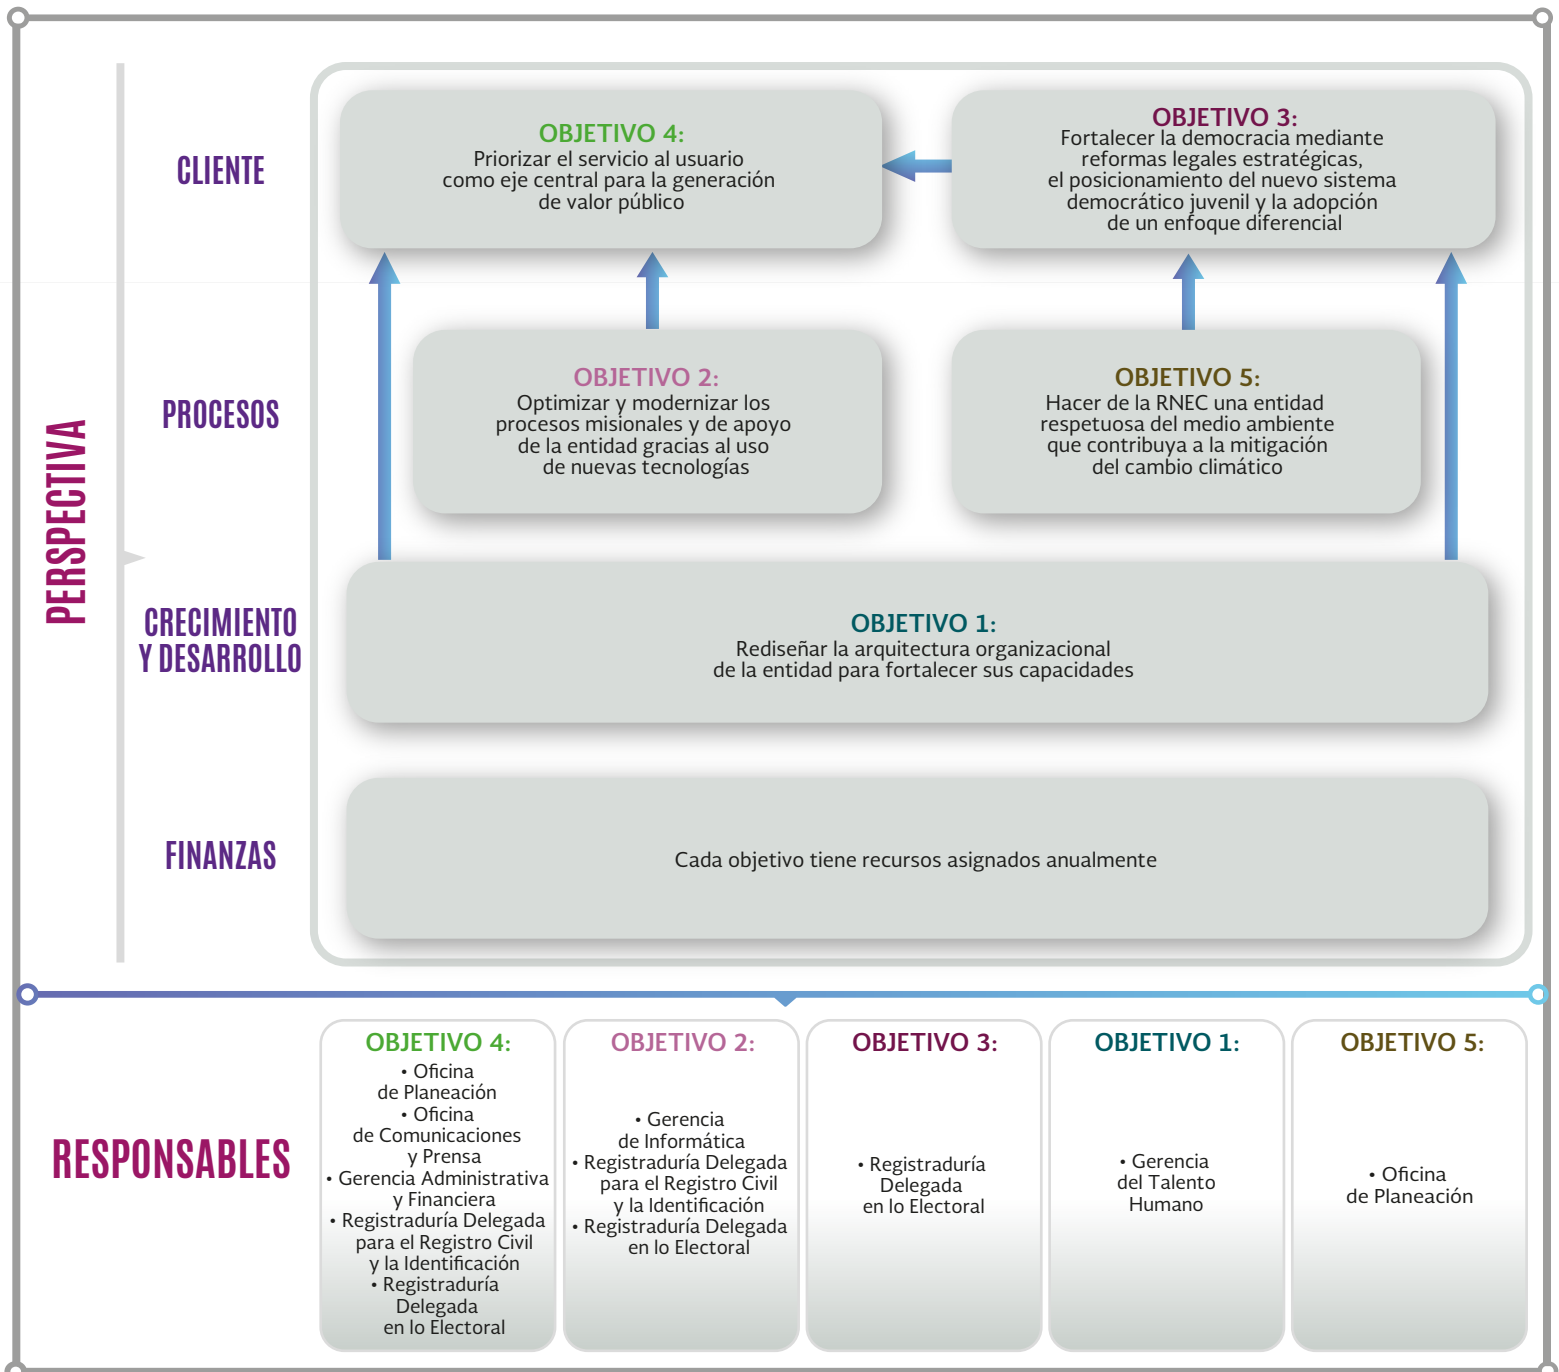 PERSPECTIVA
CLIENTE
OBJETIVO 4:
Priorizar el servicio al usuario
como eje central para la generación
de valor público
OBJETIVO 3:
Fortalecer la democracia mediante
reformas legales estratégicas,
el posicionamiento del nuevo sistema
democrático juvenil y la adopción
de un enfoque diferencial
PROCESOS
OBJETIVO 2:
Optimizar y modernizar los
procesos misionales y de apoyo
de la entidad gracias al uso
de nuevas tecnologías
OBJETIVO 5:
Hacer de la RNEC una entidad
respetuosa del medio ambiente
que contribuya a la mitigación
del cambio climático
CRECIMIENTO
Y DESARROLLO
OBJETIVO 1:
Rediseñar la arquitectura organizacional
de la entidad para fortalecer sus capacidades
FINANZAS
Cada objetivo tiene recursos asignados anualmente
RESPONSABLES
OBJETIVO 4:
• Oficina
de Planeación
• Oficina
de Comunicaciones
y Prensa
• Gerencia Administrativa
y Financiera
• Registraduría Delegada
para el Registro Civil
y la Identificación
• Registraduría
Delegada
en lo Electoral
OBJETIVO 2:
• Gerencia
de Informática
• Registraduría Delegada
para el Registro Civil
y la Identificación
• Registraduría Delegada
en lo Electoral
OBJETIVO 3:
• Registraduría
Delegada
en lo Electoral
OBJETIVO 1:
• Gerencia
del Talento
Humano
OBJETIVO 5:
• Oficina
de Planeación